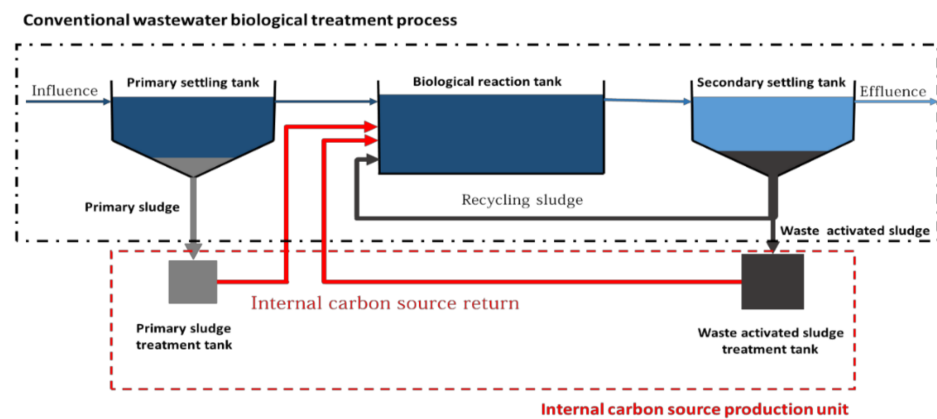 Conventional wastewater biological treatment process
Primary settling tank
Biological reaction tank
Secondary settling tank
Influence
Effluence
Primary sludge
Recycling sludge
Waste activated sludge
Internal carbon source return
Primary sludge
treatment tank
Waste activated sludge
treatment tank
Internal carbon source production unit